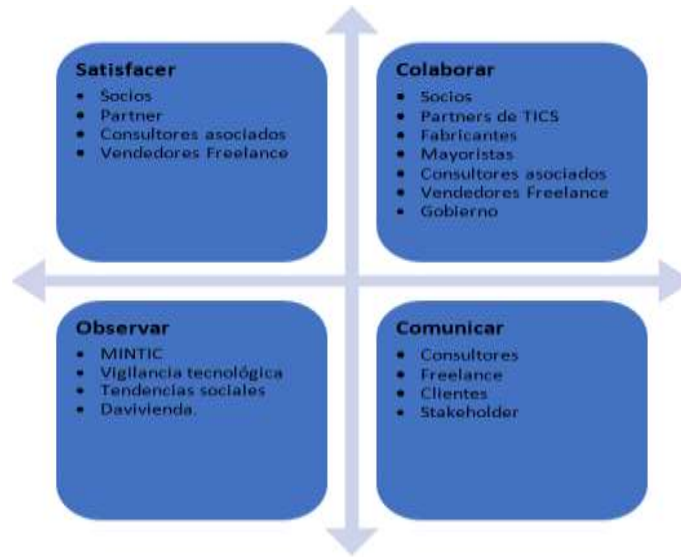 Satisfacer
• Socios
• Partner
• Consultores asociados
• Vendedores Freelance
Colaborar
• Socios
• Partners de TICS
• Fabricantes
• Mayoristas
• Consultores asociados
• Vendedores Freelance
• Gobierno
Observar
• MINTIC
• Vigilancia tecnológica
• Tendencias sociales
• Davivienda.
Comunicar
• Consultores
• Freelance
• Clientes
• Stakeholder